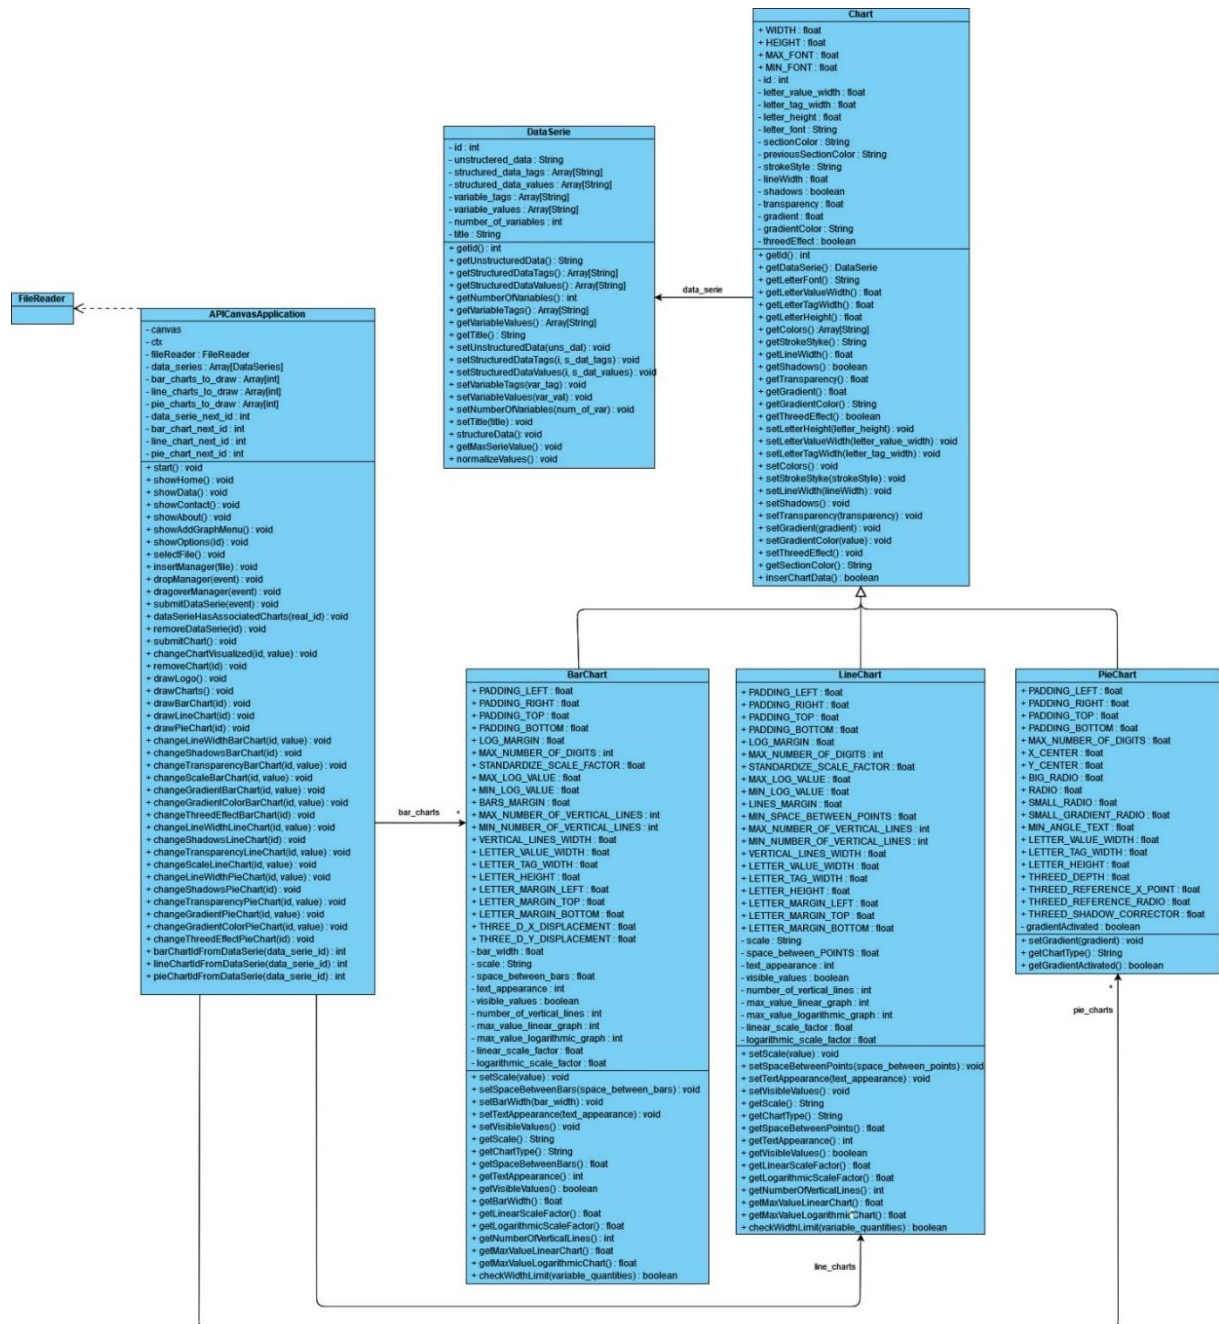 Chart
+ WIDTH : float
+ HEIGHT : float
+ MAX_FONT : float
+ MIN_FONT : float
- id : int
- letter_value_width : float
- letter_tag_width : float
- letter_height : float
- letter_font : String
- sectionColor : String
- previousSectionColor : String
- strokeStyle : String
- lineWidth : float
- shadows : boolean
- transparency : float
- gradient : float
- gradientColor : String
- threedEffect : boolean
+ getId() : int
+ getDataSerie() : DataSerie
+ getLetterFont() : String
+ getLetterValueWidth() : float
+ getLetterTagWidth() : float
+ getLetterHeight() : float
+ getColors() :Array[String]
+ getStrokeStyke() : String
+ getLineWidth() : float
+ getShadows() : boolean
+ getTransparency() : float
+ getGradient() : float
+ getGradientColor() : String
+ getThreedEffect() : boolean
+ setLetterHeight(letter_height) : void
+ setLetterValueWidth(letter_value_width) : void
+ setLetterTagWidth(letter_tag_width) : void
+ setColors() : void
+ setStrokeStyke(strokeStyle) : void
+ setLineWidth(lineWidth) : void
+ setShadows() : void
+ setTransparency(transparency) : void
+ setGradient(gradient) : void
+ setGradientColor(value) : void
+ setThreedEffect() : void
+ getSectionColor() : String
+ inserChartData() : boolean
DataSerie
- id : int
- unstructered_data : String
- structured_data_tags : Array[String]
- structured_data_values : Array[String]
- variable_tags : Array[String]
- variable_values : Array[String]
- number_of_variables : int
- title : String
+ getId() : int
+ getUnstructuredData() : String
+ getStructuredDataTags() : Array[String]
+ getStructuredDataValues() : Array[String]
+ getNumberOfVariables() : int
+ getVariableTags() : Array[String]
+ getVariableValues() : Array[String]
+ getTitle() : String
+ setUnstructuredData(uns_dat) : void
+ setStructuredDataTags(i, s_dat_tags) : void
+ setStructuredDataValues(i, s_dat_values) : void
+ setVariableTags(var_tag) : void
+ setVariableValues(var_val) : void
+ setNumberOfVariables(num_of_var) : void
+ setTitle(title) : void
+ structureData(): void
+ getMaxSerieValue() : void
+ normalizeValues() : void
data_serie
FileReader
APICanvasApplication
- canvas
- ctx
- fileReader : FileReader
- data_series : Array[DataSeries]
- bar_charts_to_draw : Array[int]
- line_charts_to_draw : Array[int]
- pie_charts_to_draw : Array[int]
- data_serie_next_id : int
- bar_chart_next_id : int
- line_chart_next_id : int
- pie_chart_next_id : int
+ start() : void
+ showHome() : void
+ showData() : void
+ showContact() : void
+ showAbout() : void
+ showAddGraphMenu() : void
+ showOptions(id) : void
+ selectFile() : void
+ insertManager(file) : void
+ dropManager(event) : void
+ dragoverManager(event) : void
+ submitDataSerie(event) : void
+ dataSerieHasAssociatedCharts(real_id) : void
+ removeDataSerie(id) : void
+ submitChart() : void
+ changeChartVisualized(id, value) : void
+ removeChart(id) : void
+ drawLogo() : void
+ drawCharts() : void
+ drawBarChart(id) : void
+ drawLineChart(id) : void
+ drawPieChart(id) : void
+ changeLineWidthBarChart(id, value) : void
+ changeShadowsBarChart(id) : void
+ changeTransparencyBarChart(id, value) : void
+ changeScaleBarChart(id, value) : void
+ changeGradientBarChart(id, value) : void
+ changeGradientColorBarChart(id, value) : void
+ changeThreedEffectBarChart(id) : void
+ changeLineWidthLineChart(id, value) : void
+ changeShadowsLineChart(id) : void
+ changeTransparencyLineChart(id, value) : void
+ changeScaleLineChart(id, value) : void
+ changeLineWidthPieChart(id, value) : void
+ changeShadowsPieChart(id) : void
+ changeTransparencyPieChart(id, value) : void
+ changeGradientPieChart(id, value) : void
+ changeGradientColorPieChart(id, value) : void
+ changeThreedEffectPieChart(id) : void
+ barChartIdFromDataSerie(data_serie_id) : int
+ lineChartIdFromDataSerie(data_serie_id) : int
+ pieChartIdFromDataSerie(data_serie_id) : int
bar_charts
*
BarChart
+ PADDING_LEFT : float
+ PADDING_RIGHT : float
+ PADDING_TOP : float
+ PADDING_BOTTOM : float
+ LOG_MARGIN : float
+ MAX_NUMBER_OF_DIGITS : int
+ STANDARDIZE_SCALE_FACTOR : float
+ MAX_LOG_VALUE : float
+ MIN_LOG_VALUE : float
+ BARS_MARGIN : float
+ MAX_NUMBER_OF_VERTICAL_LINES : int
+ MIN_NUMBER_OF_VERTICAL_LINES : int
+ VERTICAL_LINES_WIDTH : float
+ LETTER_VALUE_WIDTH : float
+ LETTER_TAG_WIDTH : float
+ LETTER_HEIGHT : float
+ LETTER_MARGIN_LEFT : float
+ LETTER_MARGIN_TOP : float
+ LETTER_MARGIN_BOTTOM : float
+ THREE_D_X_DISPLACEMENT : float
+ THREE_D_Y_DISPLACEMENT : float
- bar_width : float
- scale : String
- space_between_bars : float
- text_appearance : int
- visible_values : boolean
- number_of_vertical_lines : int
- max_value_linear_graph : int
- max_value_logarithmic_graph : int
- linear_scale_factor : float
- logarithmic_scale_factor : float
+ setScale(value) : void
+ setSpaceBetweenBars(space_between_bars) : void
+ setBarWidth(bar_width) : void
+ setTextAppearance(text_appearance) : void
+ setVisibleValues() : void
+ getScale() : String
+ getChartType() : String
+ getSpaceBetweenBars() : float
+ getTextAppearance() : int
+ getVisibleValues() : boolean
+ getBarWidth() : float
+ getLinearScaleFactor() : float
+ getLogarithmicScaleFactor() : float
+ getNumberOfVerticalLines() : int
+ getMaxValueLinearChart() : float
+ getMaxValueLogarithmicChart() : float
+ checkWidthLimit(variable_quantities) : boolean
LineChart
+ PADDING_LEFT : float
+ PADDING_RIGHT : float
+ PADDING_TOP : float
+ PADDING_BOTTOM : float
+ LOG_MARGIN : float
+ MAX_NUMBER_OF_DIGITS : int
+ STANDARDIZE_SCALE_FACTOR : float
+ MAX_LOG_VALUE : float
+ MIN_LOG_VALUE : float
+ LINES_MARGIN : float
+ MIN_SPACE_BETWEEN_POINTS : float
+ MAX_NUMBER_OF_VERTICAL_LINES : int
+ MIN_NUMBER_OF_VERTICAL_LINES : int
+ VERTICAL_LINES_WIDTH : float
+ LETTER_VALUE_WIDTH : float
+ LETTER_TAG_WIDTH : float
+ LETTER_HEIGHT : float
+ LETTER_MARGIN_LEFT : float
+ LETTER_MARGIN_TOP : float
+ LETTER_MARGIN_BOTTOM : float
- scale : String
- space_between_POINTS : float
- text_appearance : int
- visible_values : boolean
- number_of_vertical_lines : int
- max_value_linear_graph : int
- max_value_logarithmic_graph : int
- linear_scale_factor : float
- logarithmic_scale_factor : float
+ setScale(value) : void
+ setSpaceBetweenPoints(space_between_points) : void
+ setTextAppearance(text_appearance) : void
+ setVisibleValues() : void
+ getScale() : String
+ getChartType() : String
+ getSpaceBetweenPoints() : float
+ getTextAppearance() : int
+ getVisibleValues() : boolean
+ getLinearScaleFactor() : float
+ getLogarithmicScaleFactor() : float
+ getNumberOfVerticalLines() : int
+ getMaxValueLinearChart() : float
+ getMaxValueLogarithmicChart() : float
+ checkWidthLimit(variable_quantities) : boolean
line_charts
PieChart
+ PADDING_LEFT : float
+ PADDING_RIGHT : float
+ PADDING_TOP : float
+ PADDING_BOTTOM : float
+ MAX_NUMBER_OF_DIGITS : float
+ X_CENTER : float
+ Y_CENTER : float
+ BIG_RADIO : float
+ RADIO : float
+ SMALL_RADIO : float
+ SMALL_GRADIENT_RADIO : float
+ MIN_ANGLE_TEXT : float
+ LETTER_VALUE_WIDTH : float
+ LETTER_TAG_WIDTH : float
+ LETTER_HEIGHT : float
+ THREED_DEPTH : float
+ THREED_REFERENCE_X_POINT : float
+ THREED_REFERENCE_RADIO : float
+ THREED_SHADOW_CORRECTOR : float
- gradientActivated : boolean
+ setGradient(gradient) : void
+ getChartType() : String
+ getGradientActivated() : boolean
*
pie_charts